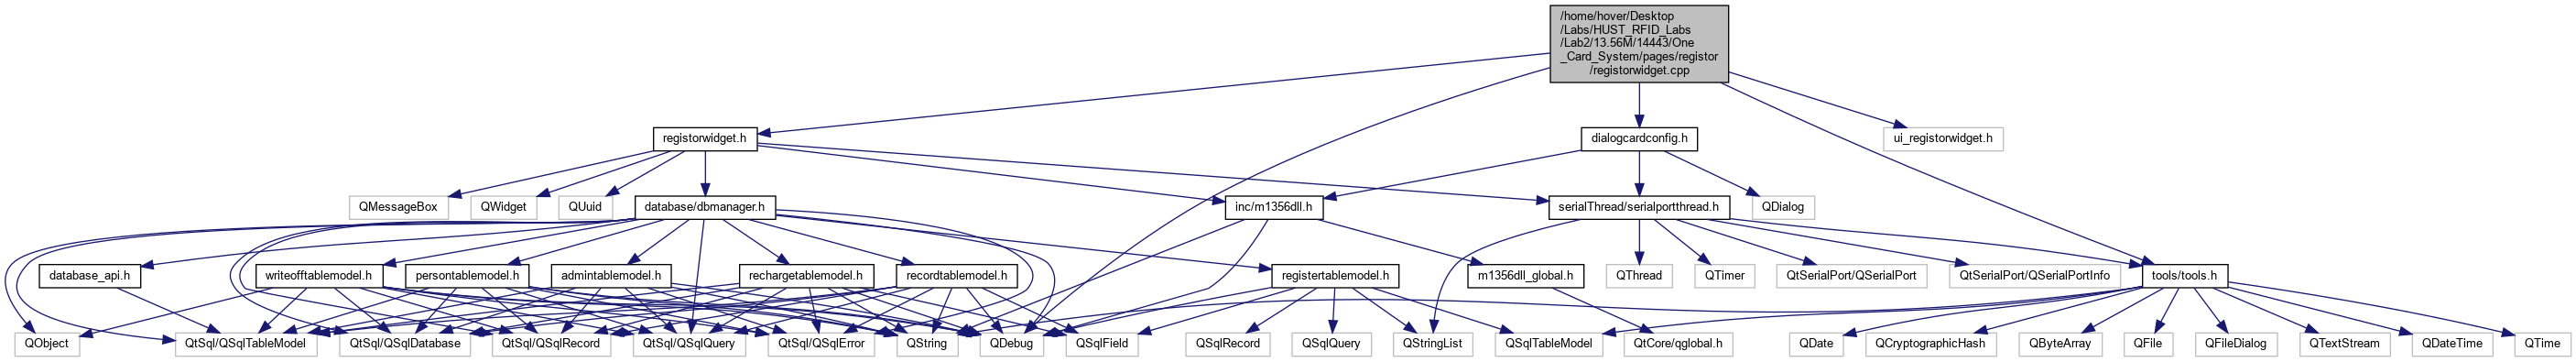 /home/hover/Desktop
/Labs/HUST_RFID_Labs
/Lab2/13.56M/14443/One
_Card_System/pages/registor
/registorwidget.cpp
registorwidget.h
dialogcardconfig.h
ui_registorwidget.h
QMessageBox
QWidget
QUuid
database/dbmanager.h
inc/m1356dll.h
serialThread/serialportthread.h
QDialog
database_api.h
writeofftablemodel.h
persontablemodel.h
admintablemodel.h
rechargetablemodel.h
recordtablemodel.h
registertablemodel.h
m1356dll_global.h
QThread
QTimer
QtSerialPort/QSerialPort
QtSerialPort/QSerialPortInfo
tools/tools.h
QObject
QtSql/QSqlTableModel
QtSql/QSqlDatabase
QtSql/QSqlRecord
QtSql/QSqlQuery
QtSql/QSqlError
QString
QDebug
QSqlField
QSqlRecord
QSqlQuery
QStringList
QSqlTableModel
QtCore/qglobal.h
QDate
QCryptographicHash
QByteArray
QFile
QFileDialog
QTextStream
QDateTime
QTime